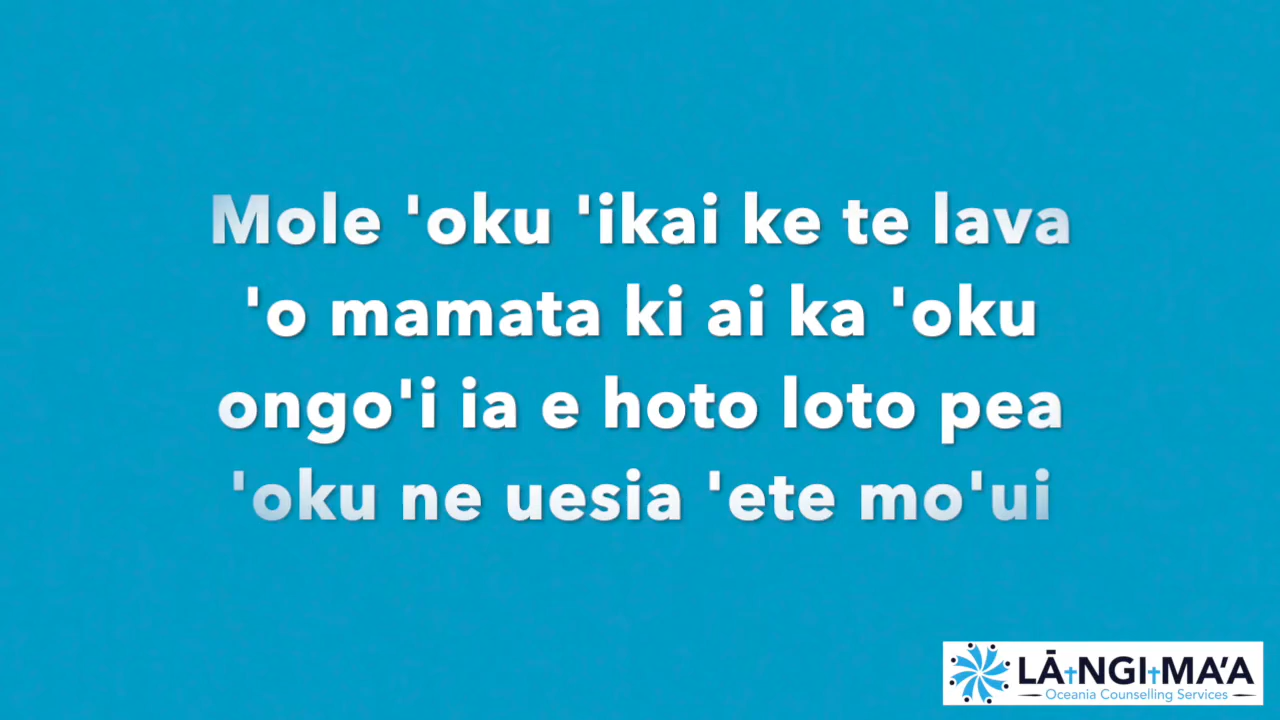 Mole 'oku 'ikai ke te lava
'o mamata ki ai ka 'oku
ongo'i ia e hoto loto pea
'oku ne uesia 'ete mo'ui
LĀ†NGI†MA'A
Oceania Counselling Services